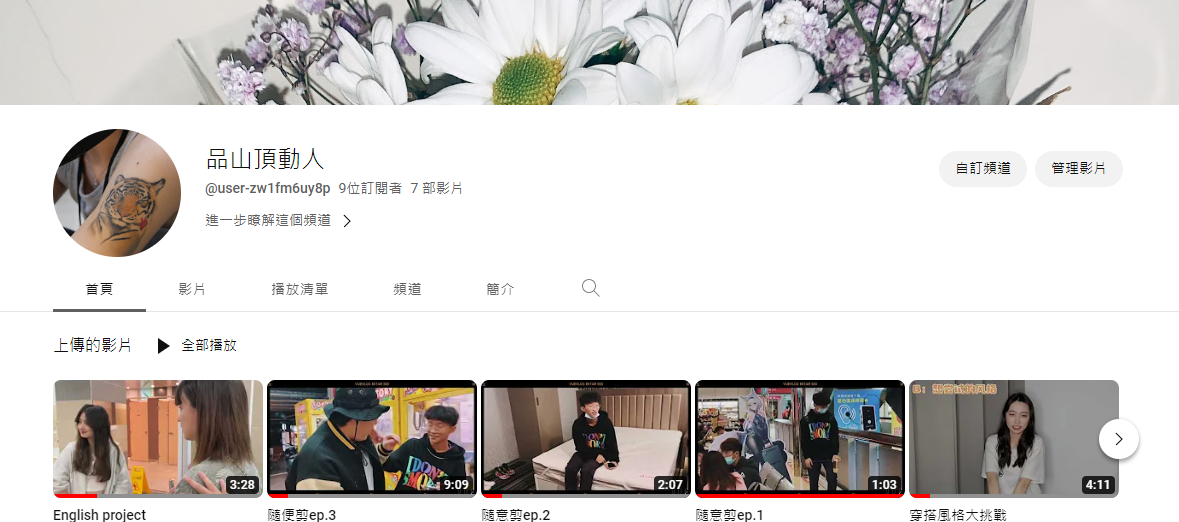 品山頂動人
@user-zw1fm6uy8p 9位訂閱者 7 部影片
進一步瞭解這個頻道
自訂頻道
管理影片
首頁
影片
播放清單
頻道
簡介
上傳的影片
全部播放
3:28
9:09
2:07
1:03
4:11
English project
隨便剪ep.3
隨意剪ep.2
隨意剪ep.1
穿搭風格大挑戰